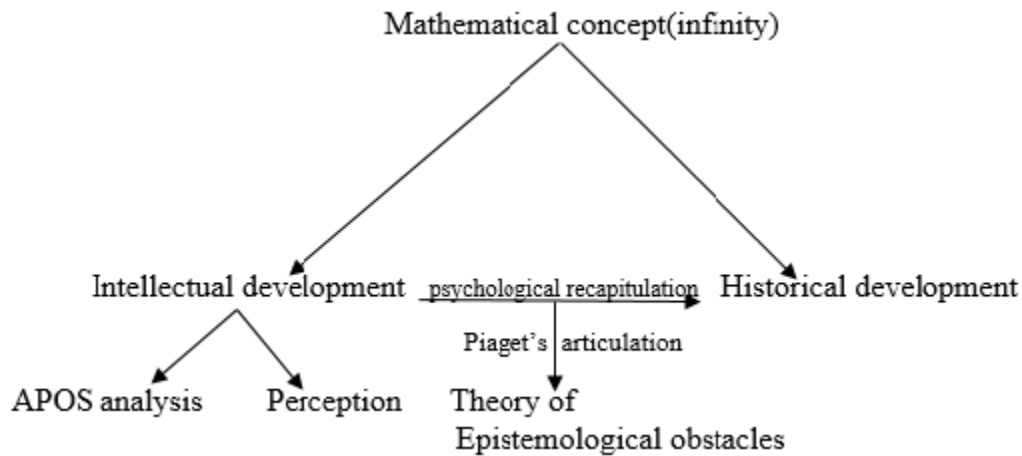 Mathematical concept(infinity)
Intellectual development psychological recapitulation Historical development
Piaget's articulation
APOS analysis Perception Theory of
Epistemological obstacles